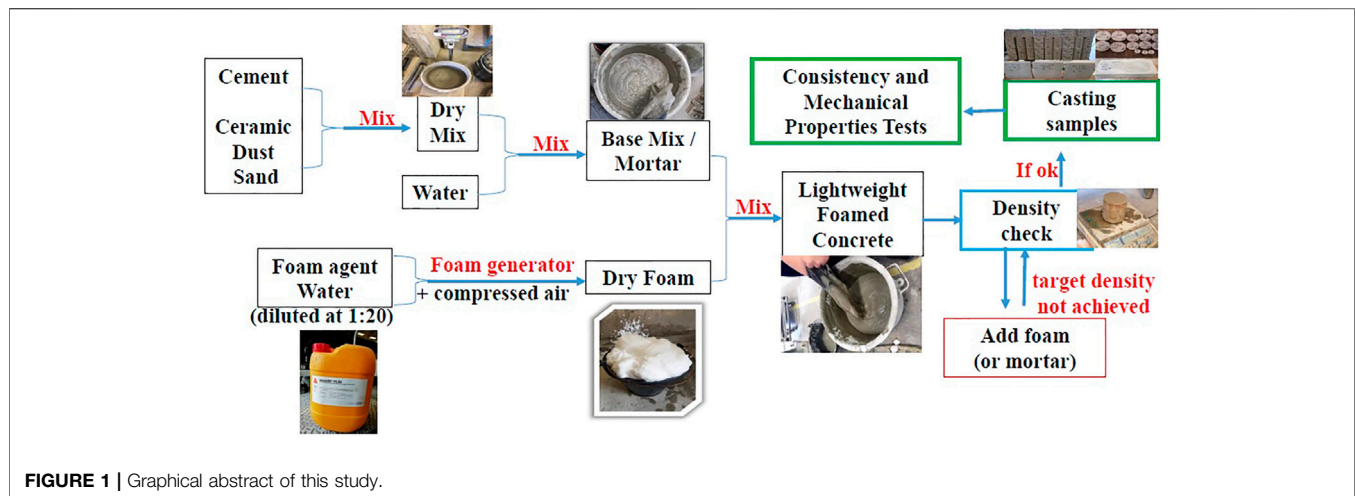 Cement
Ceramic
Dust
Sand
Mix
Dry
Mix
Water
Mix
Base Mix /
Mortar
Foam agent
Water
(diluted at 1:20)
Foam generator
+ compressed air
Dry Foam
Mix
Lightweight
Foamed
Concrete
Density
check
target density
not achieved
Add foam
(or mortar)
If ok
Casting
samples
Consistency and
Mechanical
Properties Tests
FIGURE 1 | Graphical abstract of this study.